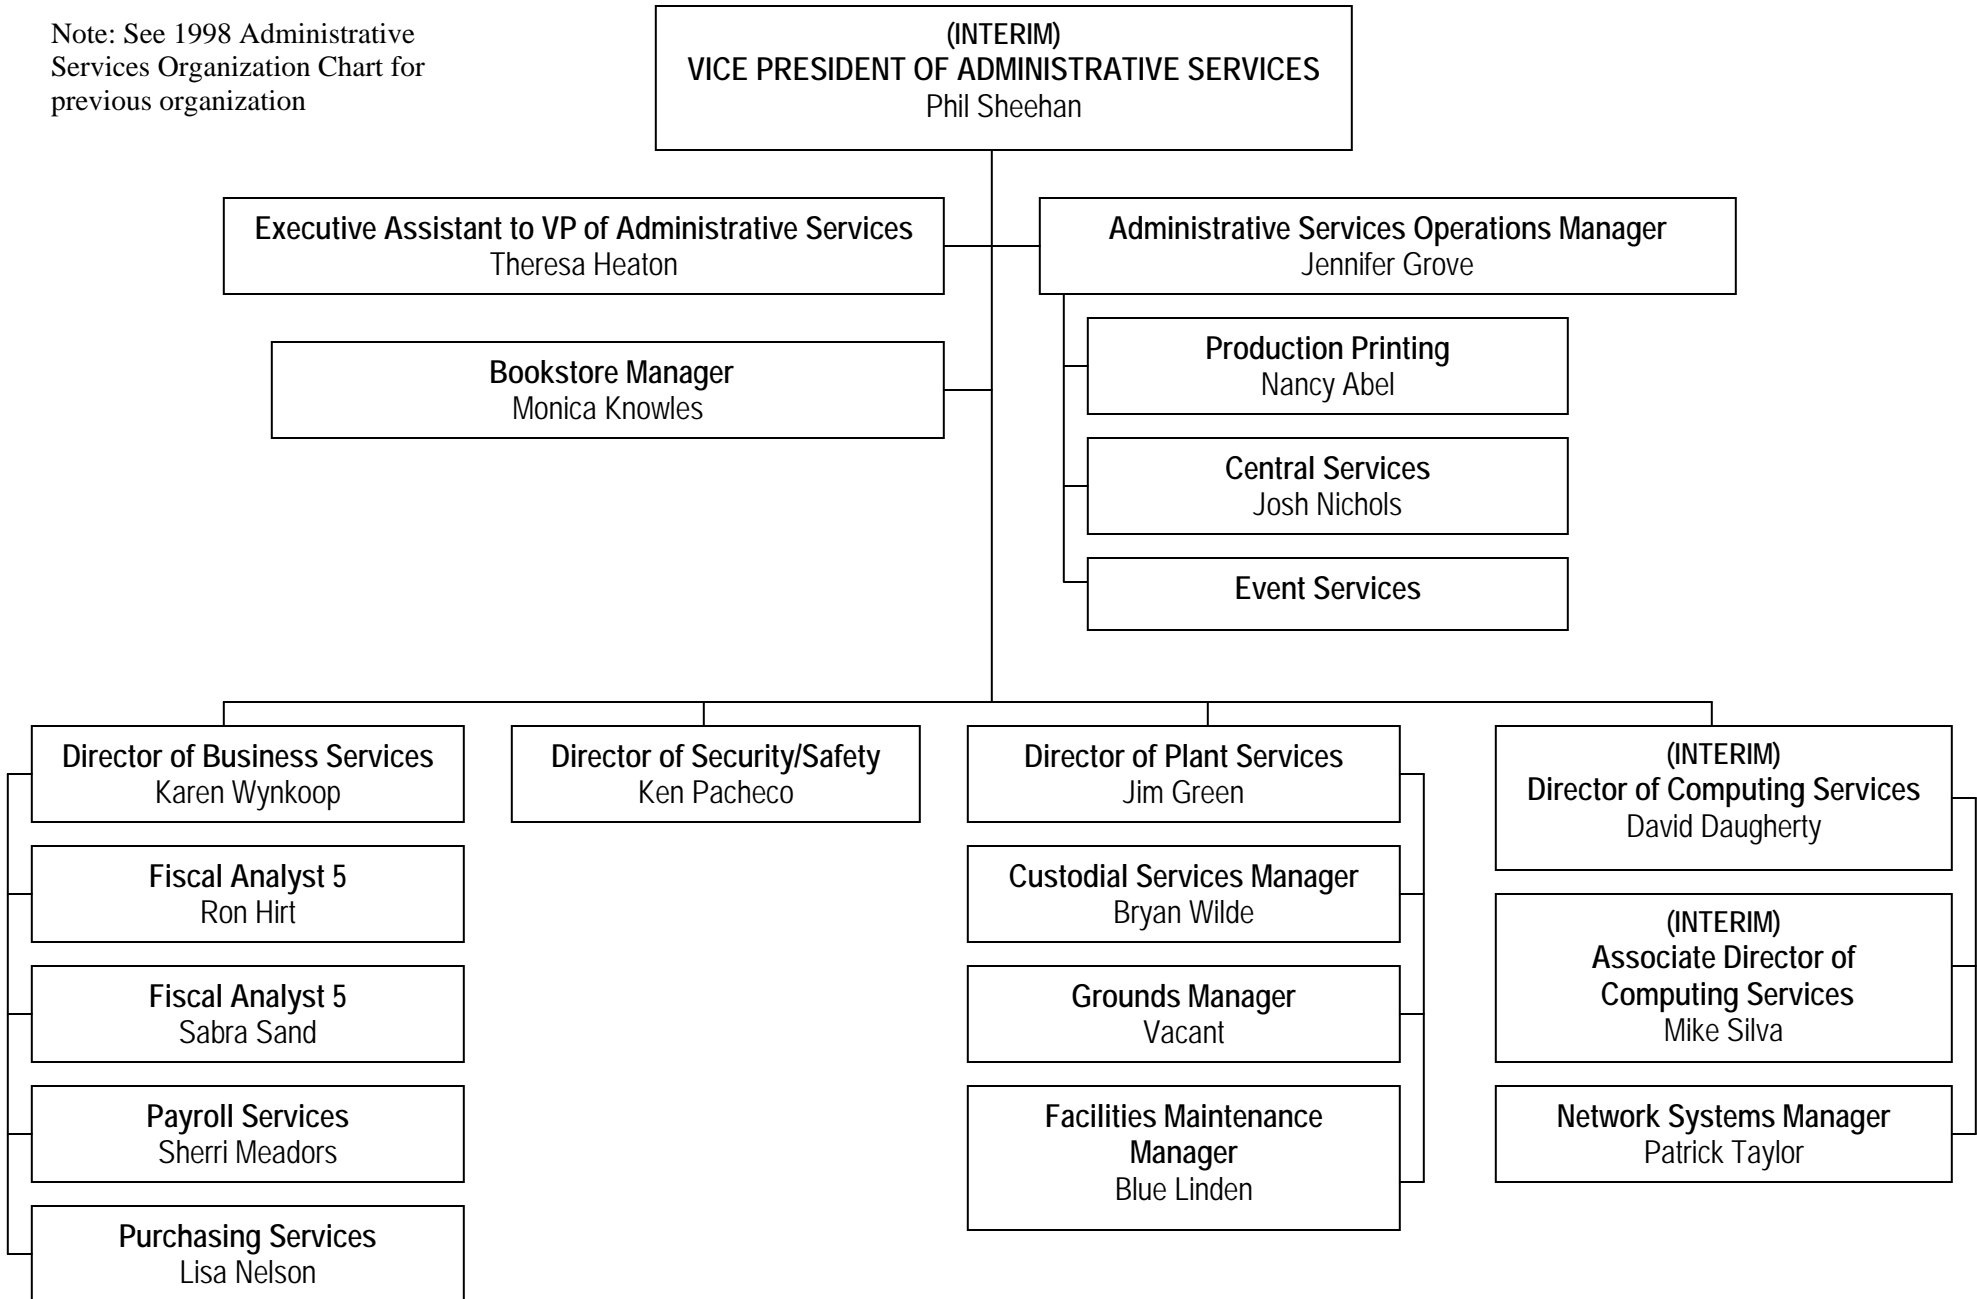 Note: See 1998 Administrative
Services Organization Chart for
previous organization
(INTERIM)
VICE PRESIDENT OF ADMINISTRATIVE SERVICES
Phil Sheehan
Executive Assistant to VP of Administrative Services
Theresa Heaton
Administrative Services Operations Manager
Jennifer Grove
Bookstore Manager
Monica Knowles
Production Printing
Nancy Abel
Central Services
Josh Nichols
Event Services
Director of Business Services
Karen Wynkoop
Fiscal Analyst 5
Ron Hirt
Fiscal Analyst 5
Sabra Sand
Payroll Services
Sherri Meadors
Purchasing Services
Lisa Nelson
Director of Security/Safety
Ken Pacheco
Director of Plant Services
Jim Green
Custodial Services Manager
Bryan Wilde
Grounds Manager
Vacant
Facilities Maintenance
Manager
Blue Linden
(INTERIM)
Director of Computing Services
David Daugherty
(INTERIM)
Associate Director of
Computing Services
Mike Silva
Network Systems Manager
Patrick Taylor